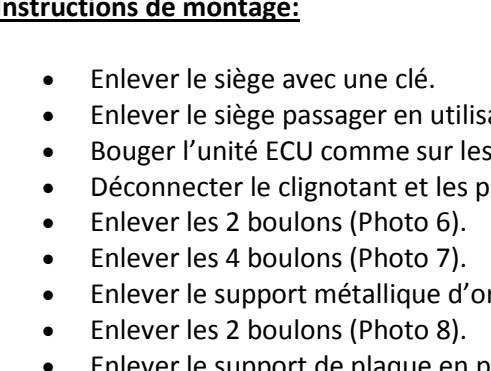 Instructions de montage:
• Enlever le siège avec une clé.
• Enlever le siège passager en
• Bouger l’unité ECU comme sur les
• Déconnecter le clignotant et les
• Enlever les 2 boulons (Photo 6).
• Enlever les 4 boulons (Photo 7).
• Enlever le support métallique
• Enlever les 2 boulons (Photo 8).
• Enlever le support de plaque en